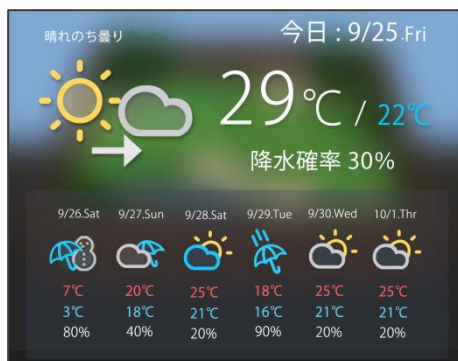 晴れのち曇り
今日 : 9/25.Fri
29℃ / 22℃
降水確率 30%
9/26.Sat 9/27.Sun 9/28.Sat 9/29.Tue 9/30.Wed 10/1.Thr
7℃ 20℃ 25℃ 18℃ 25℃ 25℃
3℃ 18℃ 21℃ 16℃ 21℃ 21℃
80% 40% 20% 90% 20% 20%